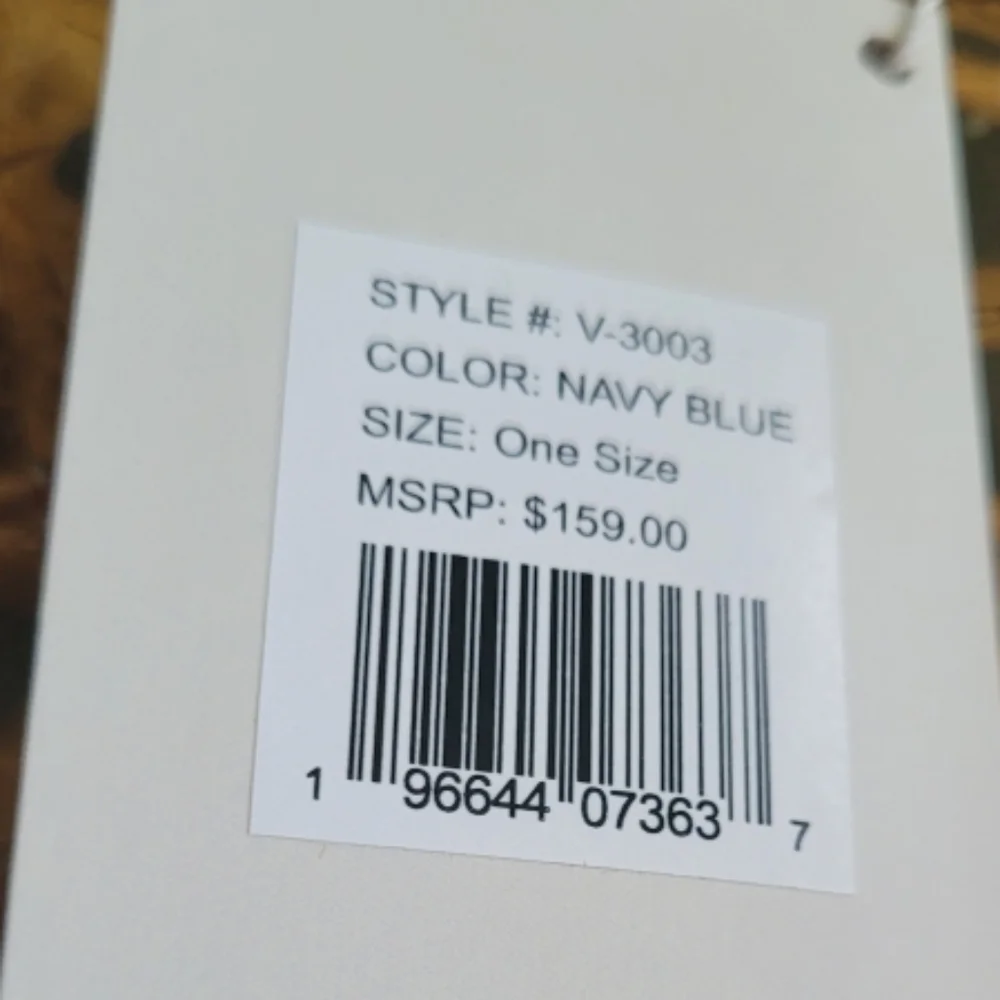 STYLE #: V-3003
COLOR: NAVY BLUE
SIZE: One Size
MSRP: $159.00
1 96644 07363 7